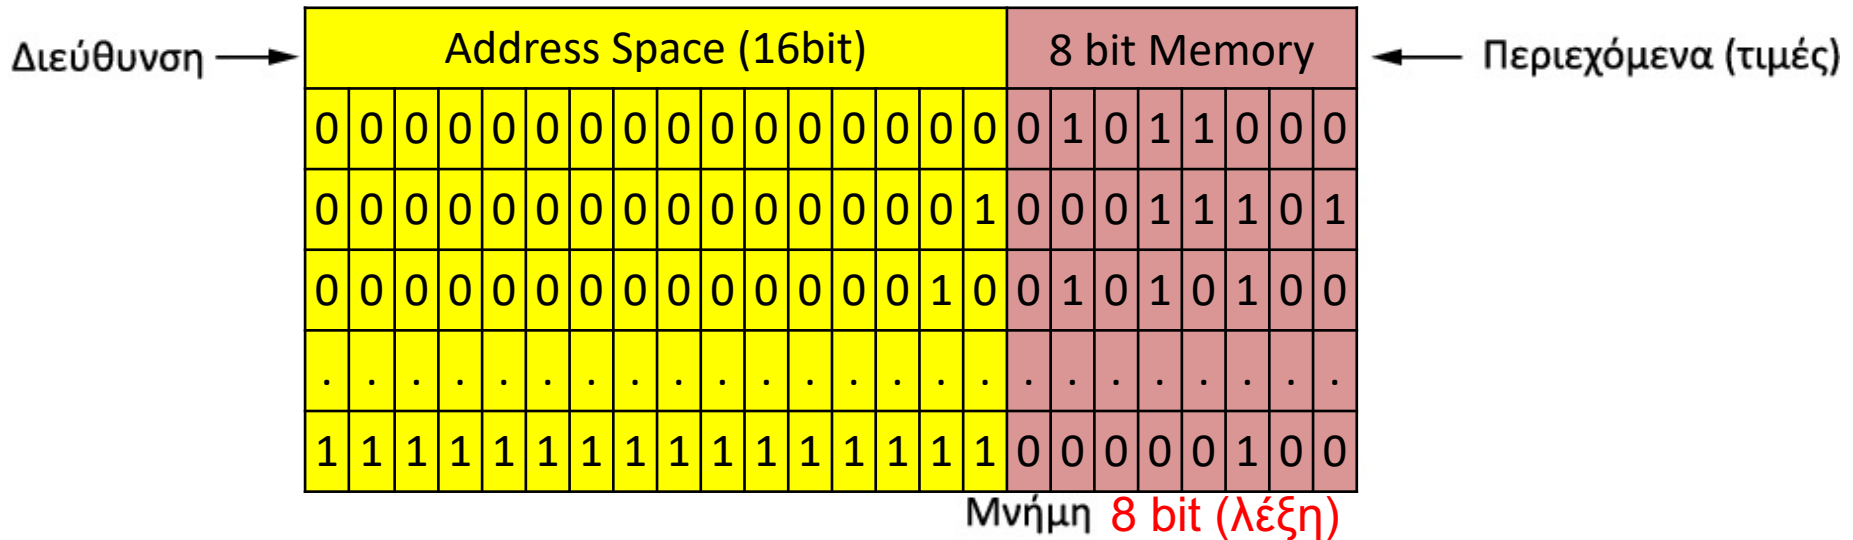 Διεύθυνση Address Space (16bit) 8 bit Memory Περιεχόμενα (τιμές)
0 0 0 0 0 0 0 0 0 0 0 0 0 0 0 0 0 1 0 1 1 0 0 0
0 0 0 0 0 0 0 0 0 0 0 0 0 0 0 1 0 0 0 1 1 1 0 1
0 0 0 0 0 0 0 0 0 0 0 0 0 0 1 0 0 1 0 1 0 1 0 0
. . . . . . . . . . . . . . . . . . . . . . . .
1 1 1 1 1 1 1 1 1 1 1 1 1 1 1 1 0 0 0 0 0 1 0 0
Μνήμη 8 bit (λέξη)